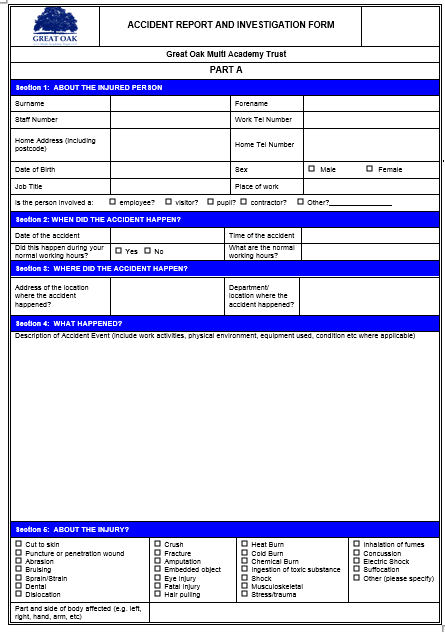 GREAT OAK
ACCIDENT REPORT AND INVESTIGATION FORM
Great Oak Multi Academy Trust
PART A
Section 1: ABOUT THE INJURED PERSON
Surname Forename
Staff Number Work Tel Number
Home Address (including postcode) Home Tel Number
Date of Birth Sex Male Female
Job Title Place of work
Is the person involved a: employee? visitor? pupil? contractor? Other?
Section 2: WHEN DID THE ACCIDENT HAPPEN?
Date of the accident Time of the accident
Did this happen during your normal working hours? Yes No What are the normal working hours?
Section 3: WHERE DID THE ACCIDENT HAPPEN?
Address of the location where the accident happened? Department/ location where the accident happened?
Section 4: WHAT HAPPENED?
Description of Accident Event (include work activities, physical environment, equipment used, condition etc where applicable)
Section 5: ABOUT THE INJURY?
Cut to skin Crush Heat Burn Inhalation of fumes
Puncture or penetration wound Fracture Cold Burn Concussion
Abrasion Amputation Chemical Burn Electric Shock
Bruising Embedded object Ingestion of toxic substance Suffocation
Sprain/Strain Eye injury Shock Other (please specify)
Dental Fatal injury Musculoskeletal
Dislocation Hair pulling Stress/trauma
Part and side of body affected (e.g. left, right, hand, arm, etc)